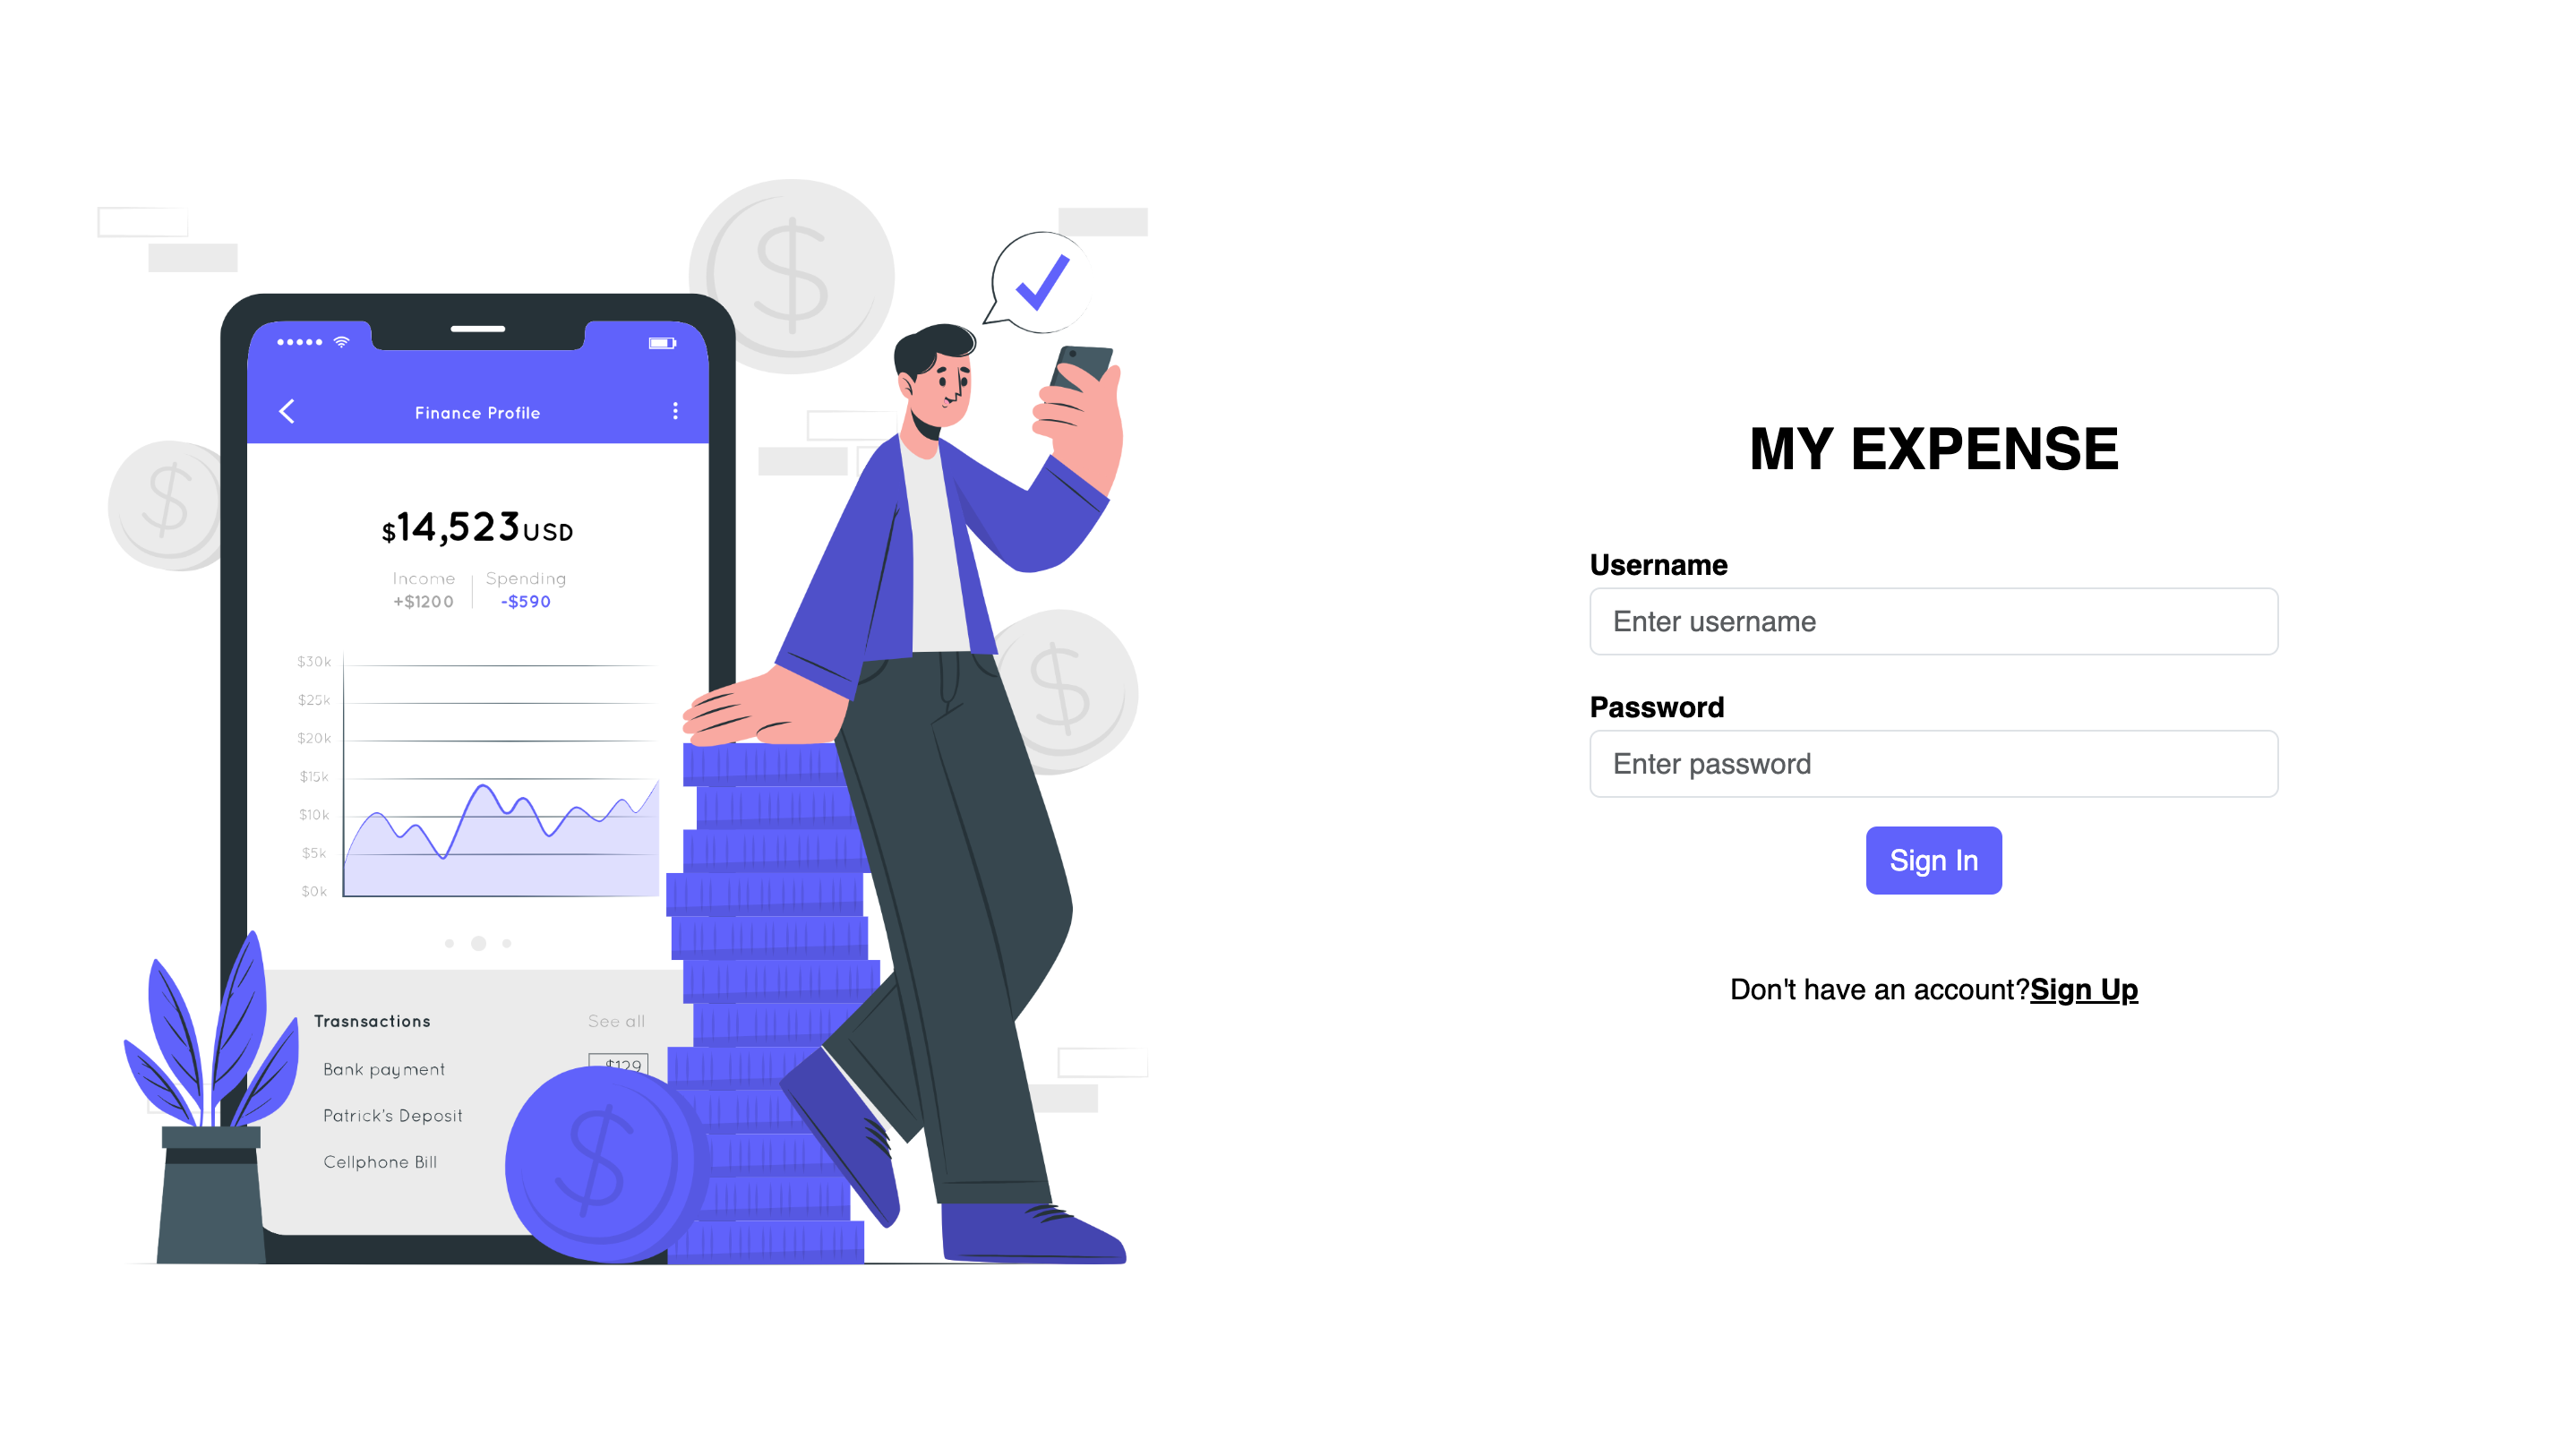 Finance Profile
$14,523USD
Income
+$1200
Spending
-$590
$30k
$25k
$20k
$15k
$10k
$5k
$0k
Trasnsactions
See all
Bank payment
$129
Patrick's Deposit
Cellphone Bill
MY EXPENSE
Username
Enter username
Password
Enter password
Sign In
Don't have an account?Sign Up